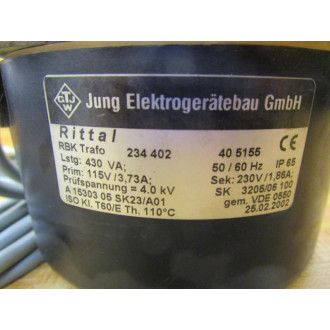 Jung Elektrogerätebau GmbH
Rittal
RBK Trafo 234 402 40 5155 CE
Lstg: 430 VA; 50 / 60 Hz IP 65
Prim: 115V / 3,73A; Sek: 230V / 1,86A;
Prüfspannung = 4.0 kV SK 3205/06 100
A 15303 05 SK23/A01 gem. VDE 0550
ISO Kl. T60/E Th. 110°C 25.02.2002